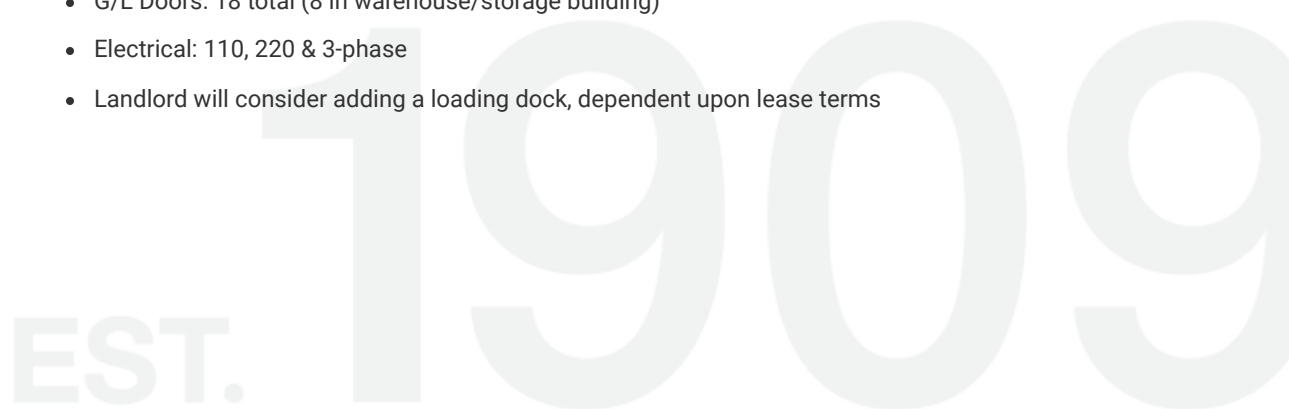 G/L Doors: 18 total (8 in warehouse/storage building)
Electrical: 110, 220 & 3-phase
Landlord will consider adding a loading dock, dependent upon lease terms
EST. 1909